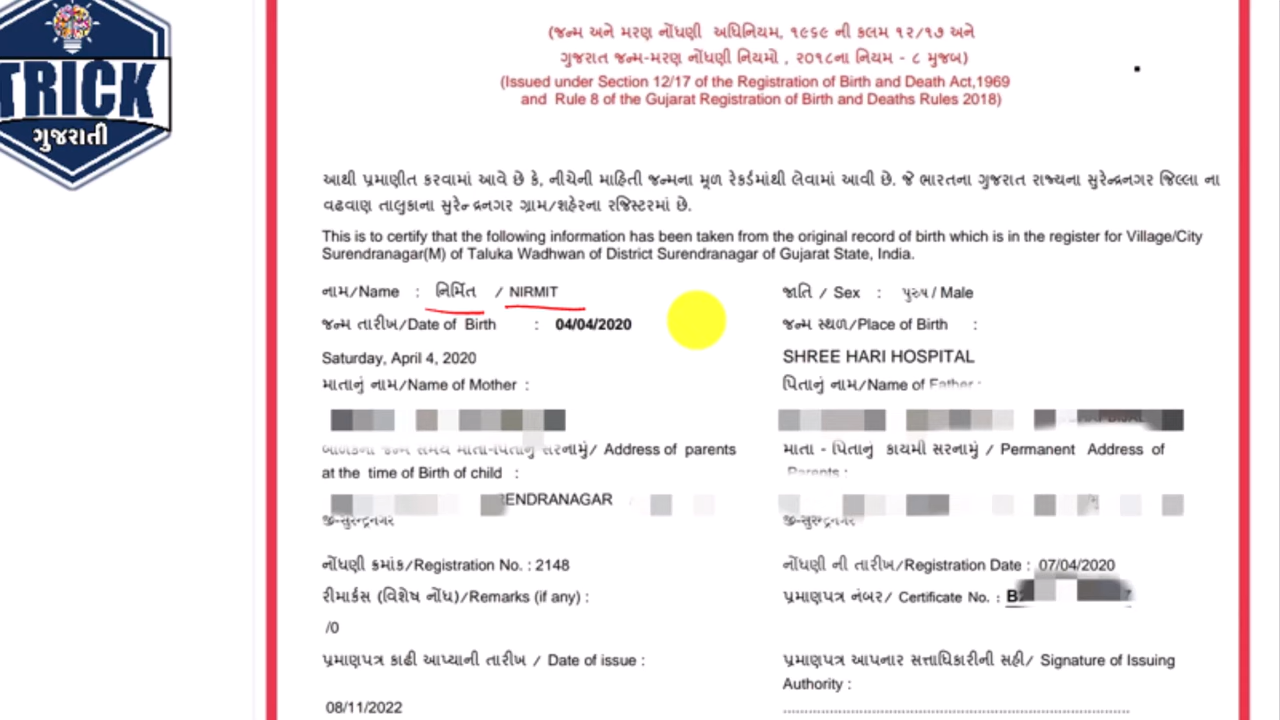 TRICK
ગુજરાતી
(જન્મ અને મરણ નોંધણી અધિનિયમ, ૧૯૬૯ ની કલમ ૧૨/૧૭ અને
ગુજરાત જન્મ-મરણ નોંધણી નિયમો , ૨૦૧૮ના નિયમ - ૮ મુજબ)
(Issued under Section 12/17 of the Registration of Birth and Death Act,1969
and Rule 8 of the Gujarat Registration of Birth and Deaths Rules 2018)
આથી પ્રમાણીત કરવામાં આવે છે કે, નીચેની માહિતી જન્મના મૂળ રેકર્ડમાંથી લેવામાં આવી છે. જે ભારતના ગુજરાત રાજ્યના સુરેન્દ્રનગર જિલ્લા ના
વઢવાણ તાલુકાના સુરેન્દ્રનગર ગ્રામ/શહેરના રજિસ્ટરમાં છે.
This is to certify that the following information has been taken from the original record of birth which is in the register for Village/City
Surendranagar(M) of Taluka Wadhwan of District Surendranagar of Gujarat State, India.
નામ/Name : નિર્મિત / NIRMIT
જાતિ / Sex : પુરુષ / Male
જન્મ તારીખ/Date of Birth : 04/04/2020
જન્મ સ્થળ/Place of Birth :
Saturday, April 4, 2020
SHREE HARI HOSPITAL
માતાનું નામ/Name of Mother :
પિતાનું નામ/Name of Father :
બાળકના જન્મ સમયે માતા-પિતાનું સરનામું/ Address of parents
at the time of Birth of child :
માતા - પિતાનું કાયમી સરનામું / Permanent Address of
Parents :
ENDRANAGAR
જી-સુરેન્દ્રનગર
જી-સુરેન્દ્રનગર
નોંધણી ક્રમાંક/Registration No. : 2148
નોંધણી ની તારીખ/Registration Date : 07/04/2020
રીમાર્કસ (વિશેષ નોંધ)/Remarks (if any) :
પ્રમાણપત્ર નંબર/ Certificate No. : B
/0
પ્રમાણપત્ર કાઢી આપ્યાની તારીખ / Date of issue :
પ્રમાણપત્ર આપનાર સત્તાધિકારીની સહી/ Signature of Issuing
Authority :
08/11/2022